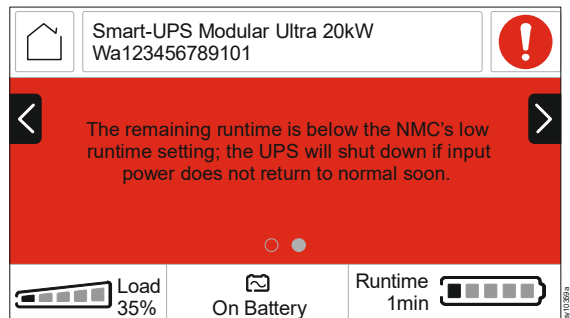 Smart-UPS Modular Ultra 20kW
Wa123456789101
The remaining runtime is below the NMC's low
runtime setting; the UPS will shut down if input
power does not return to normal soon.
Load
35%
On Battery
Runtime
1min